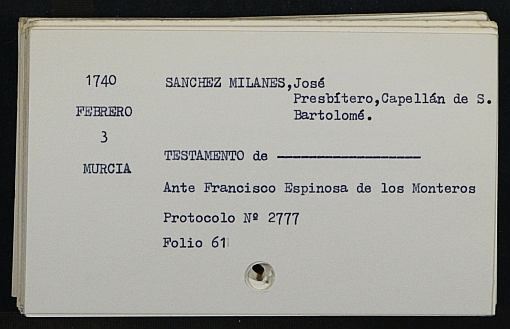 1740
FEBRERO
3
MURCIA
SANCHEZ MILANES,José
Presbítero,Capellán de S.
Bartolomé.
TESTAMENTO de ------------------
Ante Francisco Espinosa de los Monteros
Protocolo Nº 2777
Folio 61